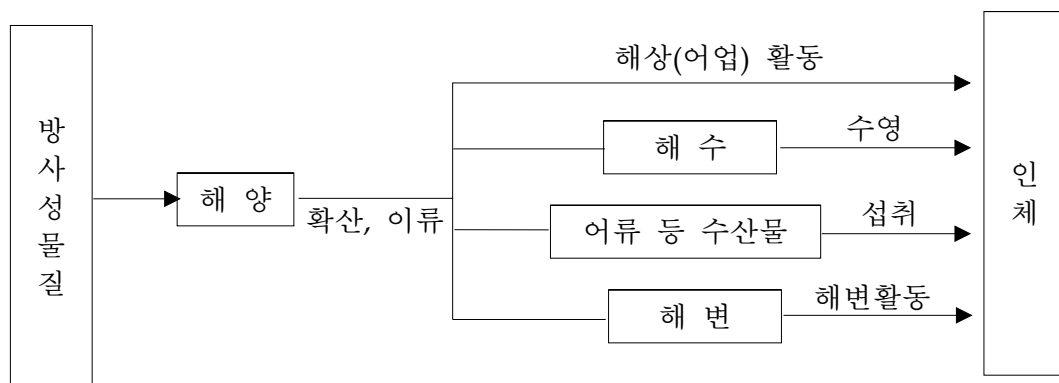 방사성물질
해 양
확산, 이류
해상(어업) 활동
해 수
수영
어류 등 수산물
섭취
해 변
해변활동
인체